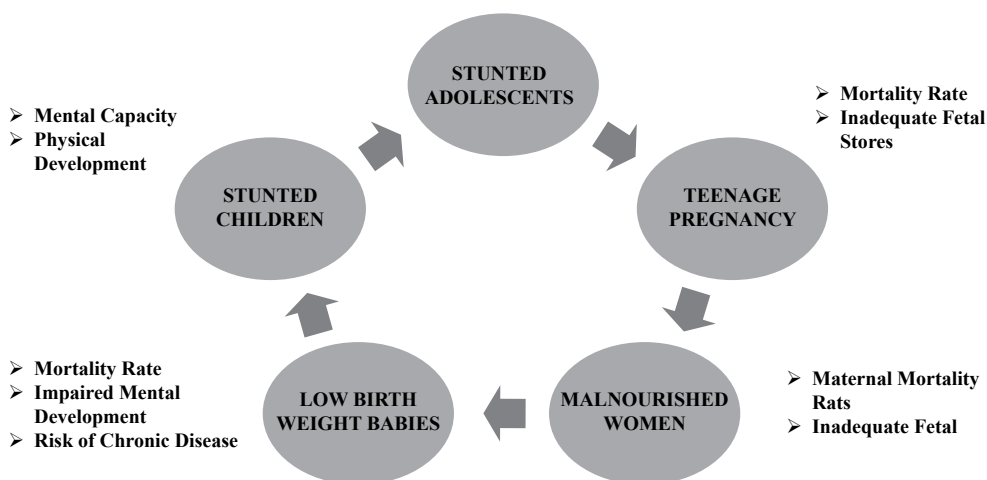 STUNTED
ADOLESCENTS
➢ Mortality Rate
➢ Inadequate Fetal
Stores
➢ Mental Capacity
➢ Physical
Development
STUNTED
CHILDREN
TEENAGE
PREGNANCY
➢ Mortality Rate
➢ Impaired Mental
Development
➢ Risk of Chronic Disease
LOW BIRTH
WEIGHT BABIES
MALNOURISHED
WOMEN
➢ Maternal Mortality
Rats
➢ Inadequate Fetal